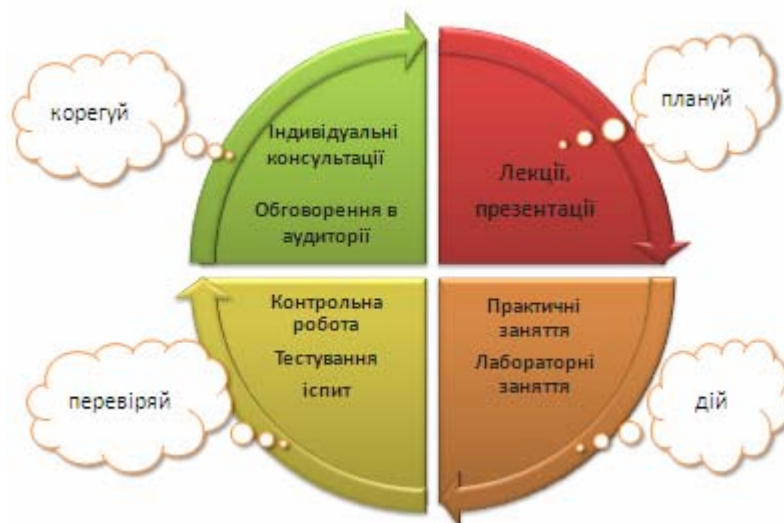 корегуй
Індивідуальні
консультації
Обговорення в
аудиторії
плануй
Лекції,
презентації
перевіряй
Контрольна
робота
Тестування
іспит
Практичні
заняття
Лабораторні
заняття
дій